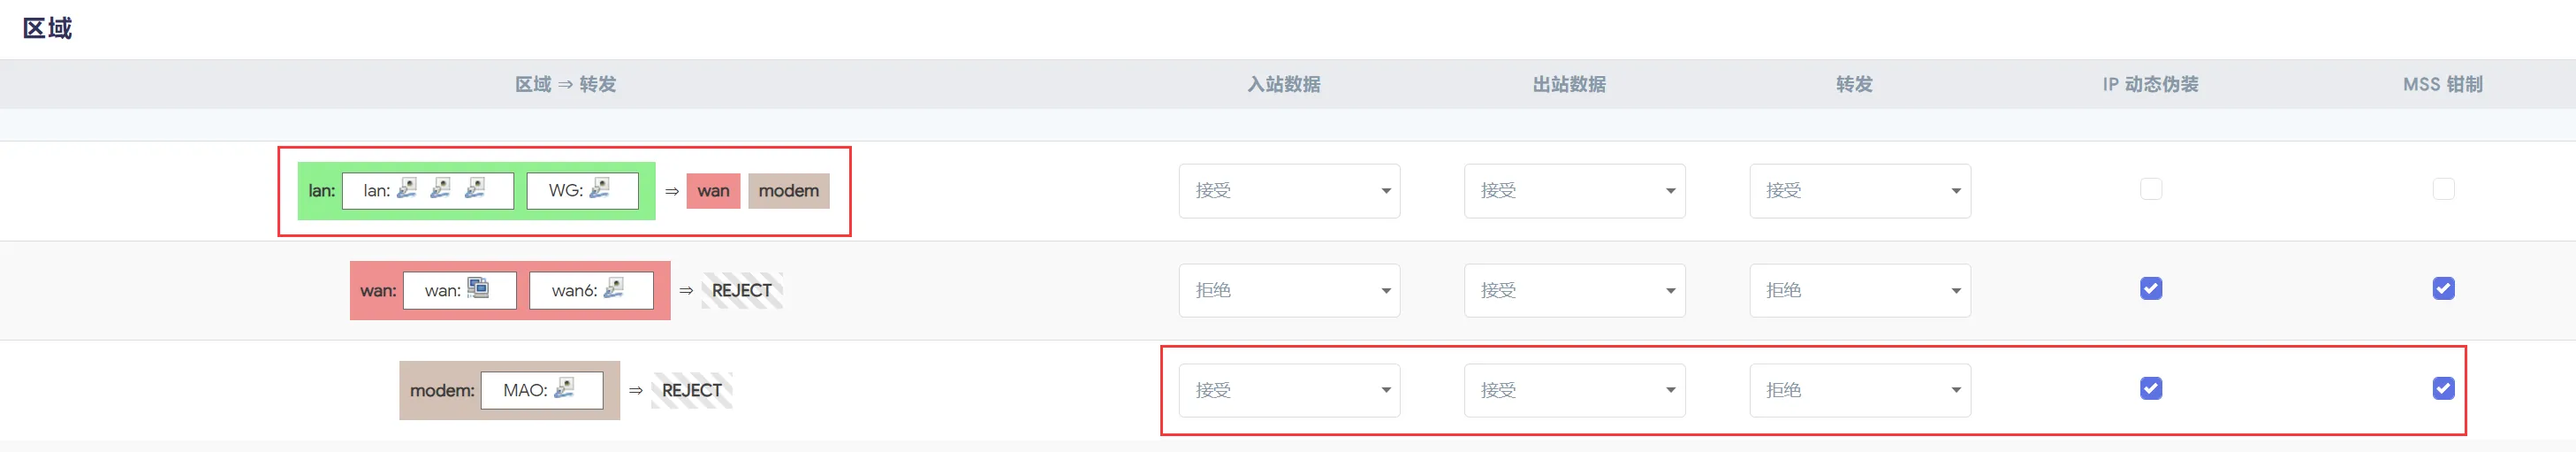 区域
区域 ⇒ 转发 入站数据 出站数据 转发 IP 动态伪装 MSS 钳制
lan: lan: WG: ⇒ wan modem 接受 接受 接受
wan: wan: wan6: ⇒ REJECT 拒绝 接受 拒绝
modem: MAO: ⇒ REJECT 接受 接受 拒绝